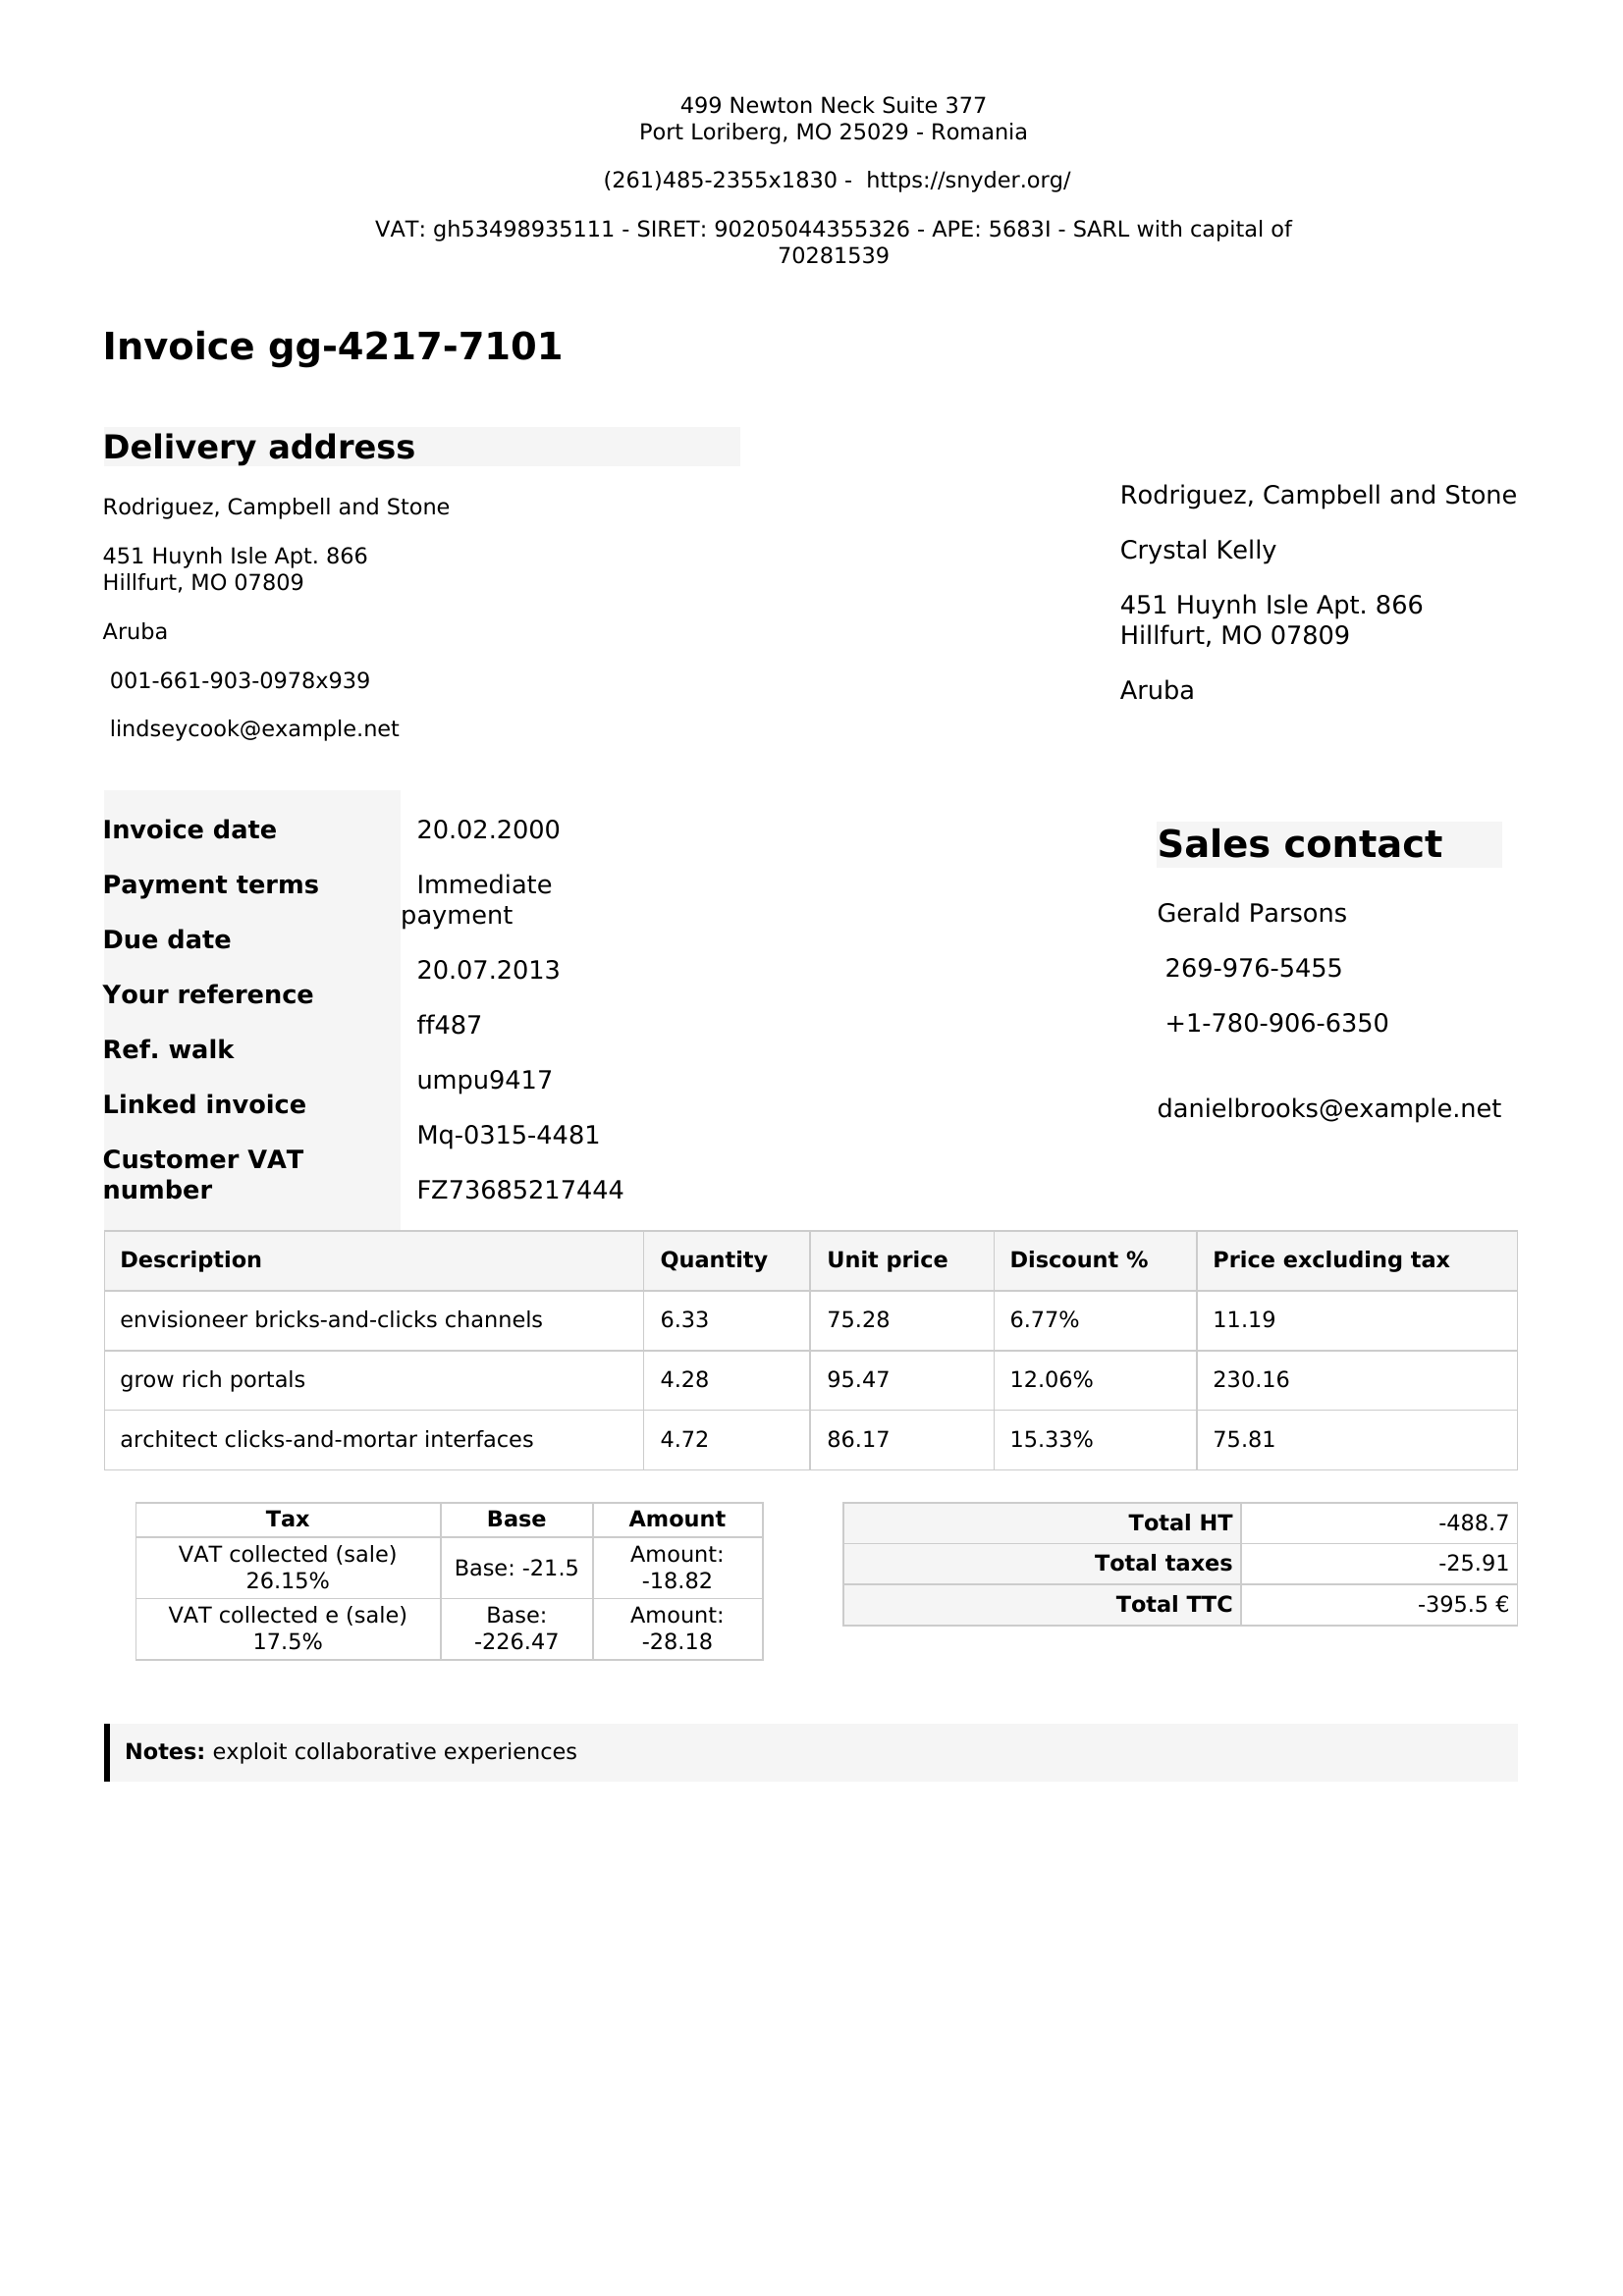 499 Newton Neck Suite 377
Port Loriberg, MO 25029 - Romania
(261)485-2355x1830 - https://snyder.org/
VAT: gh53498935111 - SIRET: 90205044355326 - APE: 5683I - SARL with capital of
70281539
Invoice gg-4217-7101
Delivery address
Rodriguez, Campbell and Stone
451 Huynh Isle Apt. 866
Hillfurt, MO 07809
Aruba
001-661-903-0978x939
lindseycook@example.net
Rodriguez, Campbell and Stone
Crystal Kelly
451 Huynh Isle Apt. 866
Hillfurt, MO 07809
Aruba
Invoice date
Payment terms
Due date
Your reference
Ref. walk
Linked invoice
Customer VAT
number
20.02.2000
Immediate
payment
20.07.2013
ff487
umpu9417
Mq-0315-4481
FZ73685217444
Sales contact
Gerald Parsons
269-976-5455
+1-780-906-6350
danielbrooks@example.net
Description Quantity Unit price Discount % Price excluding tax
envisioneer bricks-and-clicks channels 6.33 75.28 6.77% 11.19
grow rich portals 4.28 95.47 12.06% 230.16
architect clicks-and-mortar interfaces 4.72 86.17 15.33% 75.81
Tax Base Amount
VAT collected (sale)
26.15%
Base: -21.5
Amount:
-18.82
VAT collected e (sale)
17.5%
Base:
-226.47
Amount:
-28.18
Total HT -488.7
Total taxes -25.91
Total TTC -395.5 €
Notes: exploit collaborative experiences